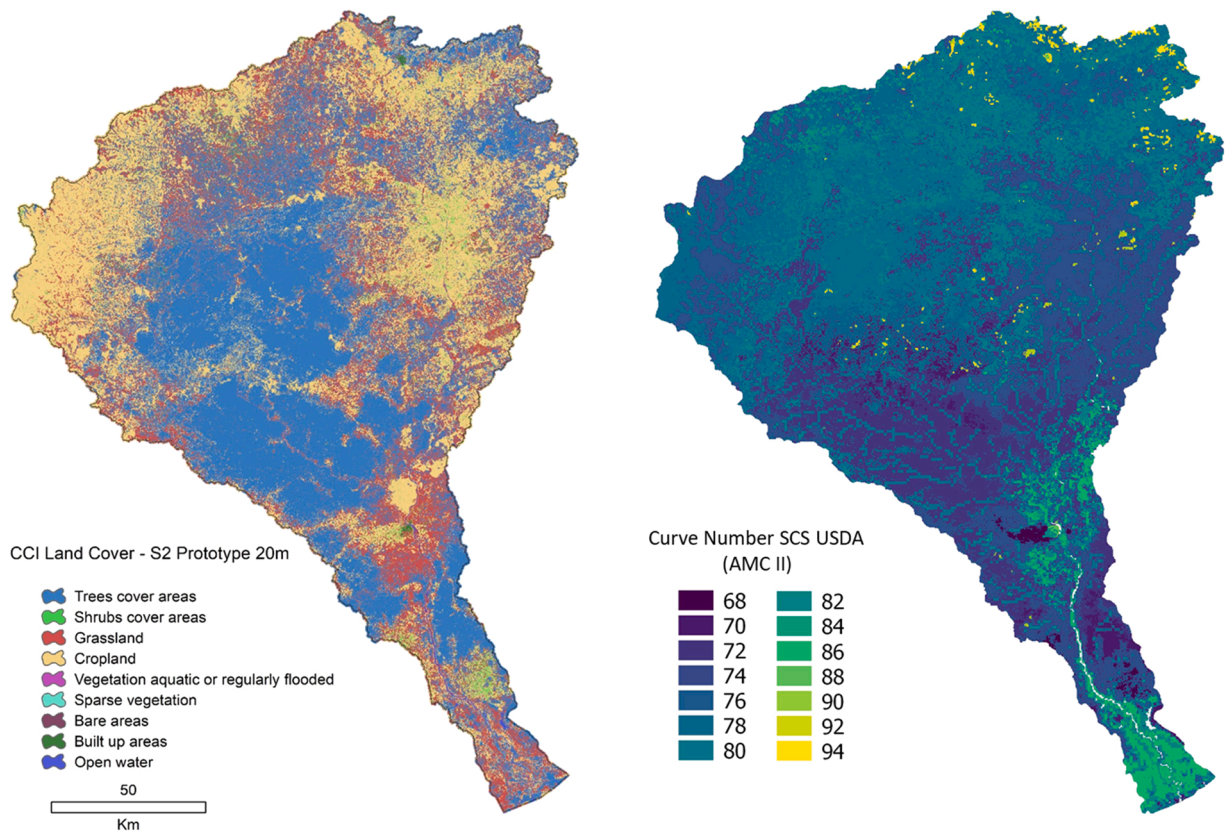 CCI Land Cover - S2 Prototype 20m
Trees cover areas
Shrubs cover areas
Grassland
Cropland
Vegetation aquatic or regularly flooded
Sparse vegetation
Bare areas
Built up areas
Open water
50
Km
Curve Number SCS USDA
(AMC II)
68
70
72
74
76
78
80
82
84
86
88
90
92
94